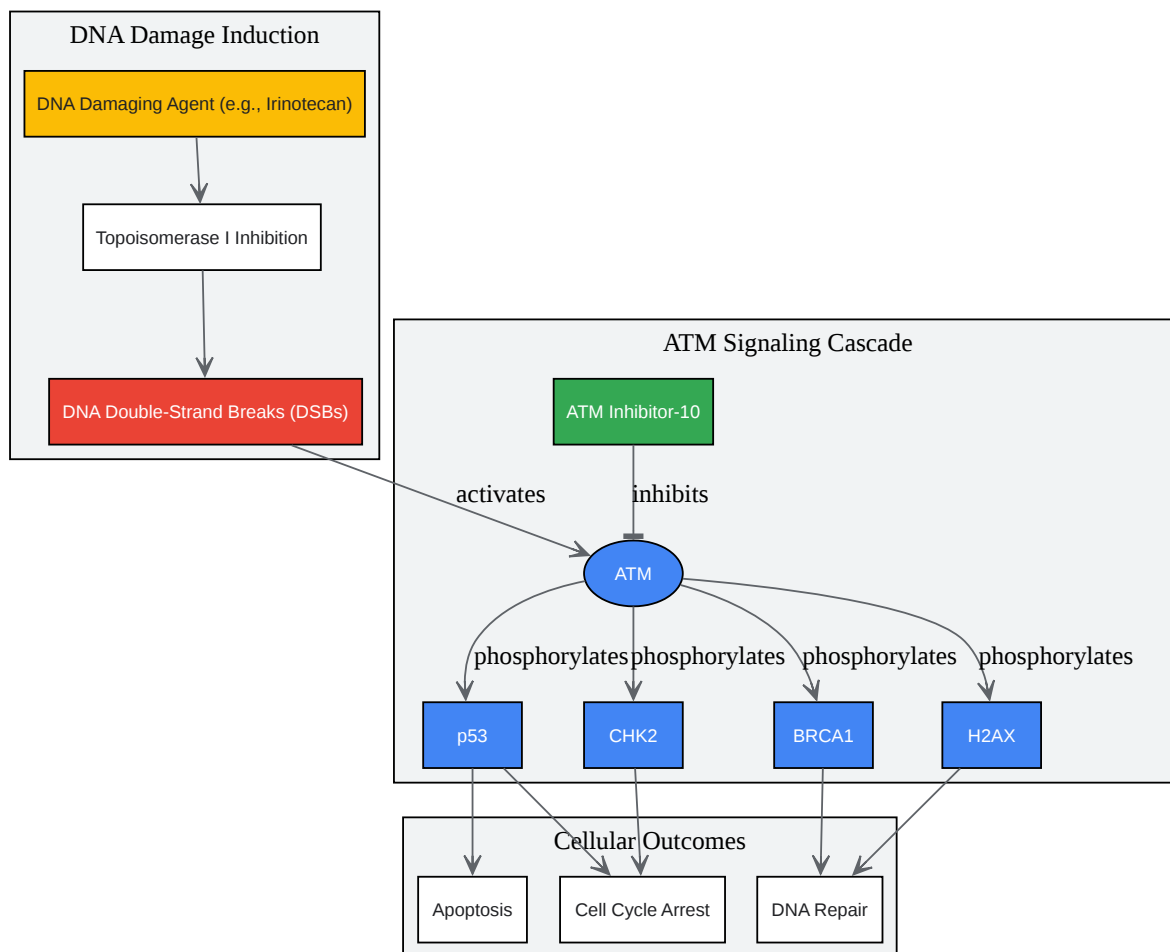 DNA Damage Induction
DNA Damaging Agent (e.g., Irinotecan)
Topoisomerase I Inhibition
DNA Double-Strand Breaks (DSBs)
ATM Signaling Cascade
ATM Inhibitor-10
activates
inhibits
ATM
phosphorylates
phosphorylates
phosphorylates
phosphorylates
p53
CHK2
BRCA1
H2AX
Cellular Outcomes
Apoptosis
Cell Cycle Arrest
DNA Repair